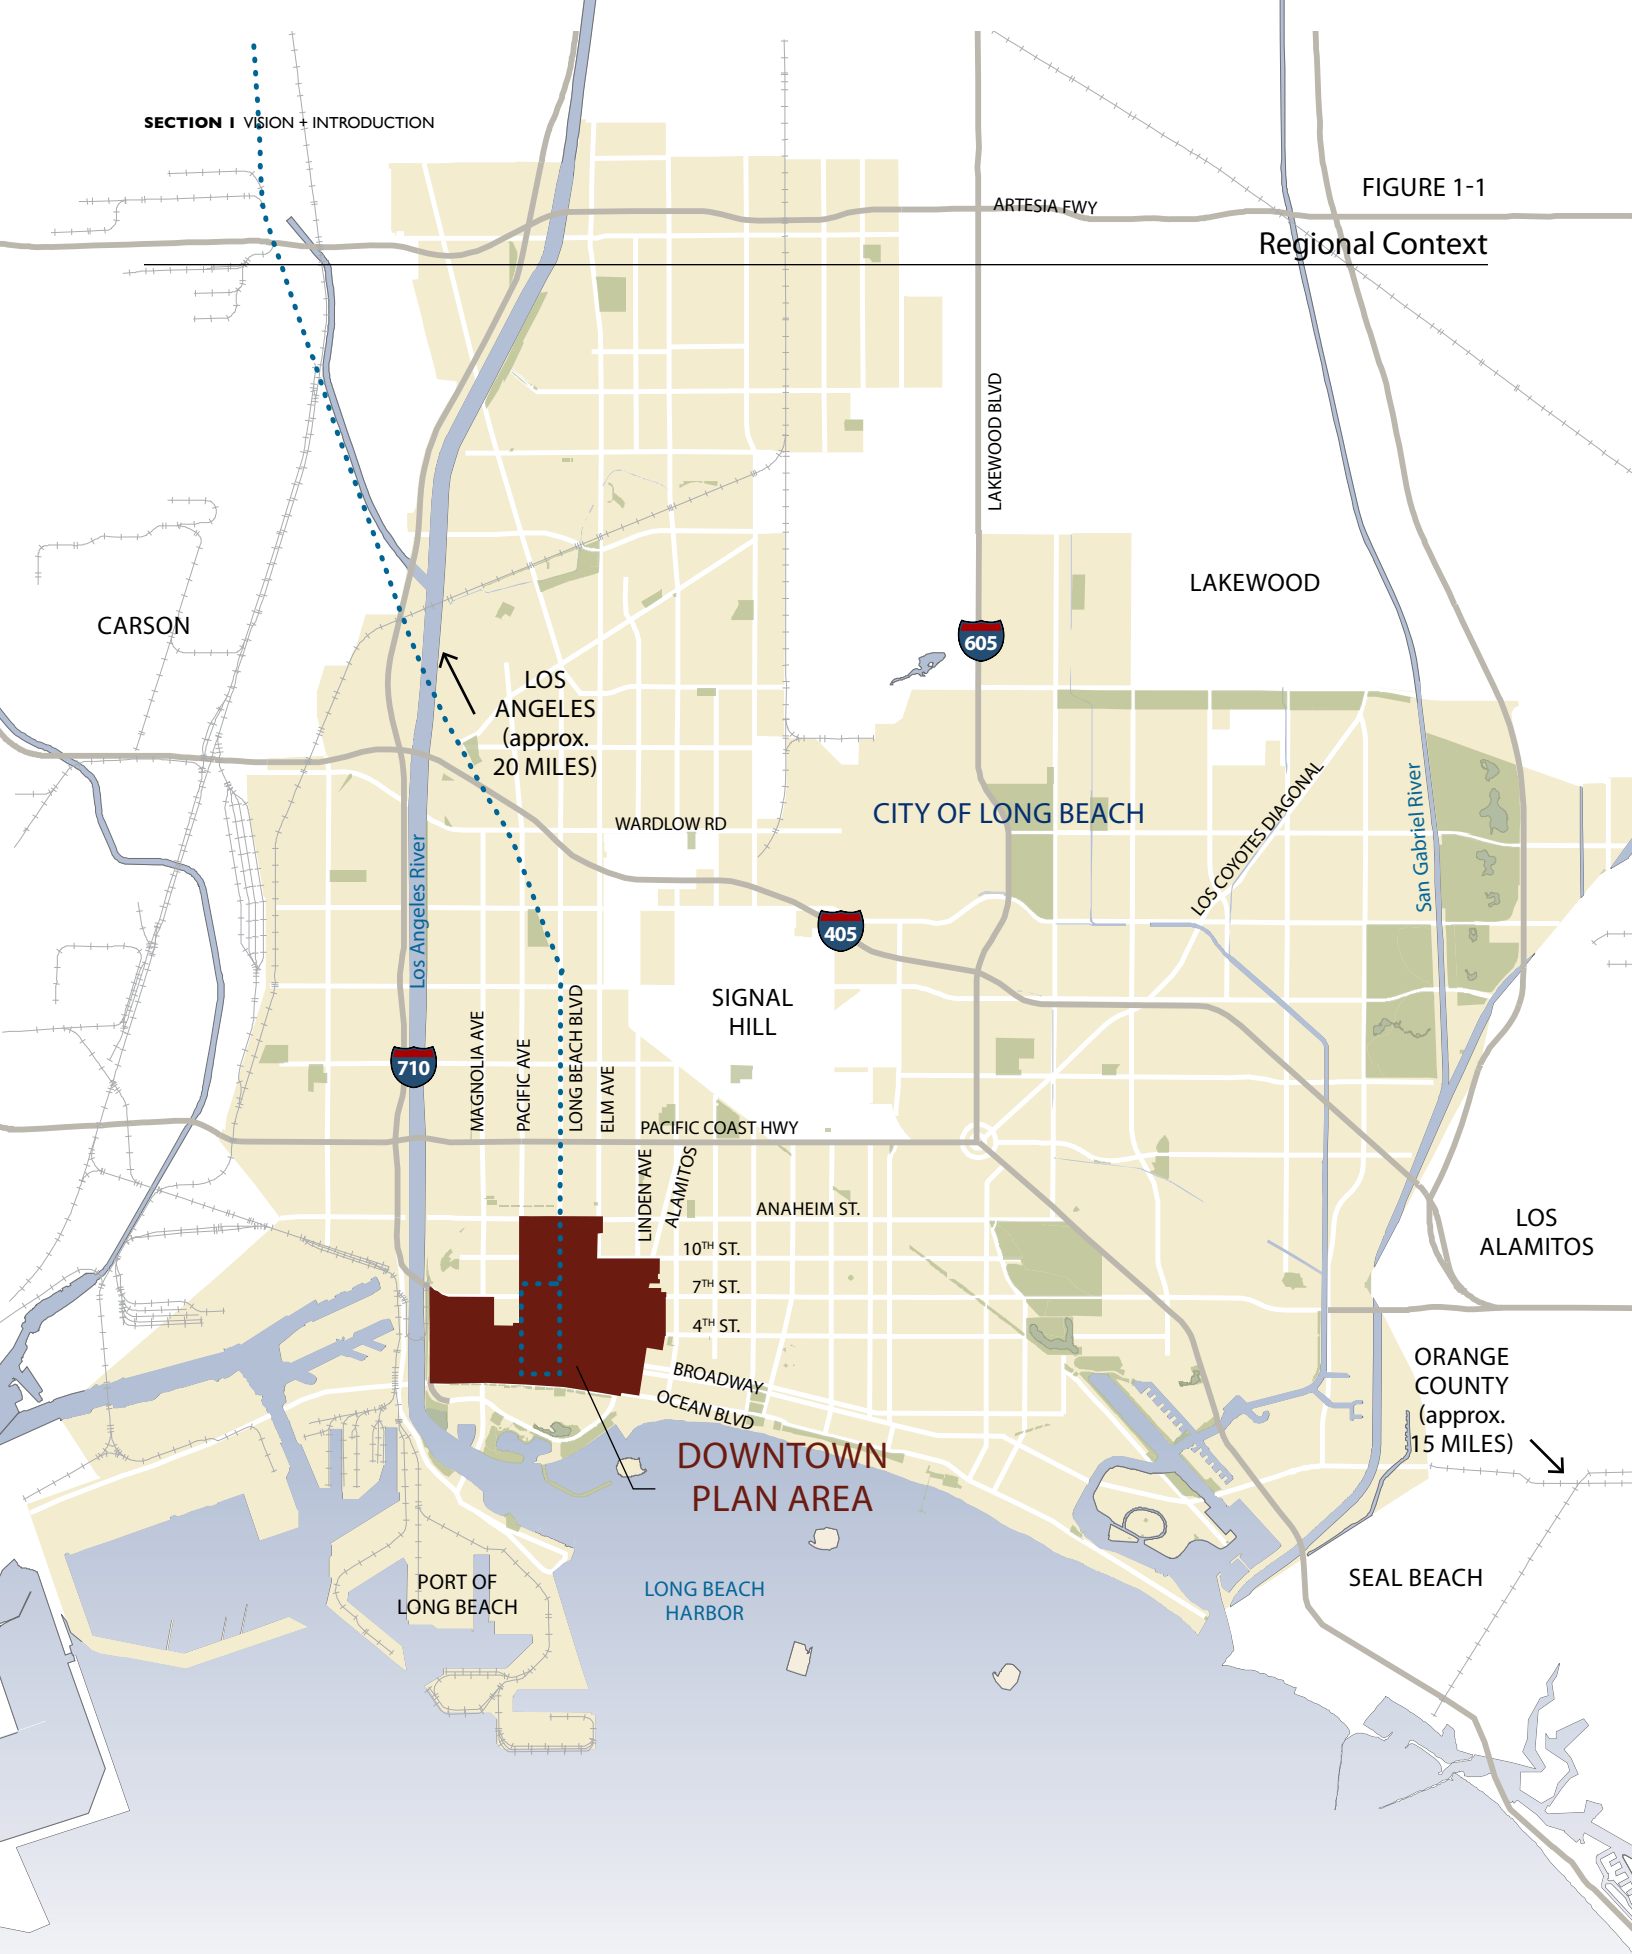 SECTION 1 VISION + INTRODUCTION
FIGURE 1-1
ARTESIA FWY
Regional Context
LAKEWOOD BLVD
LAKEWOOD
CARSON
605
LOS
ANGELES
(approx.
20 MILES)
WARDLOW RD
CITY OF LONG BEACH
LOS COYOTES DIAGONAL
San Gabriel River
Los Angeles River
405
SIGNAL
HILL
710
MAGNOLIA AVE
PACIFIC AVE
LONG BEACH BLVD
ELM AVE
PACIFIC COAST HWY
LINDEN AVE
ALAMITOS
ANAHEIM ST.
10TH ST.
7TH ST.
4TH ST.
LOS
ALAMITOS
BROADWAY
OCEAN BLVD
ORANGE
COUNTY
(approx.
15 MILES)
DOWNTOWN
PLAN AREA
PORT OF
LONG BEACH
LONG BEACH
HARBOR
SEAL BEACH